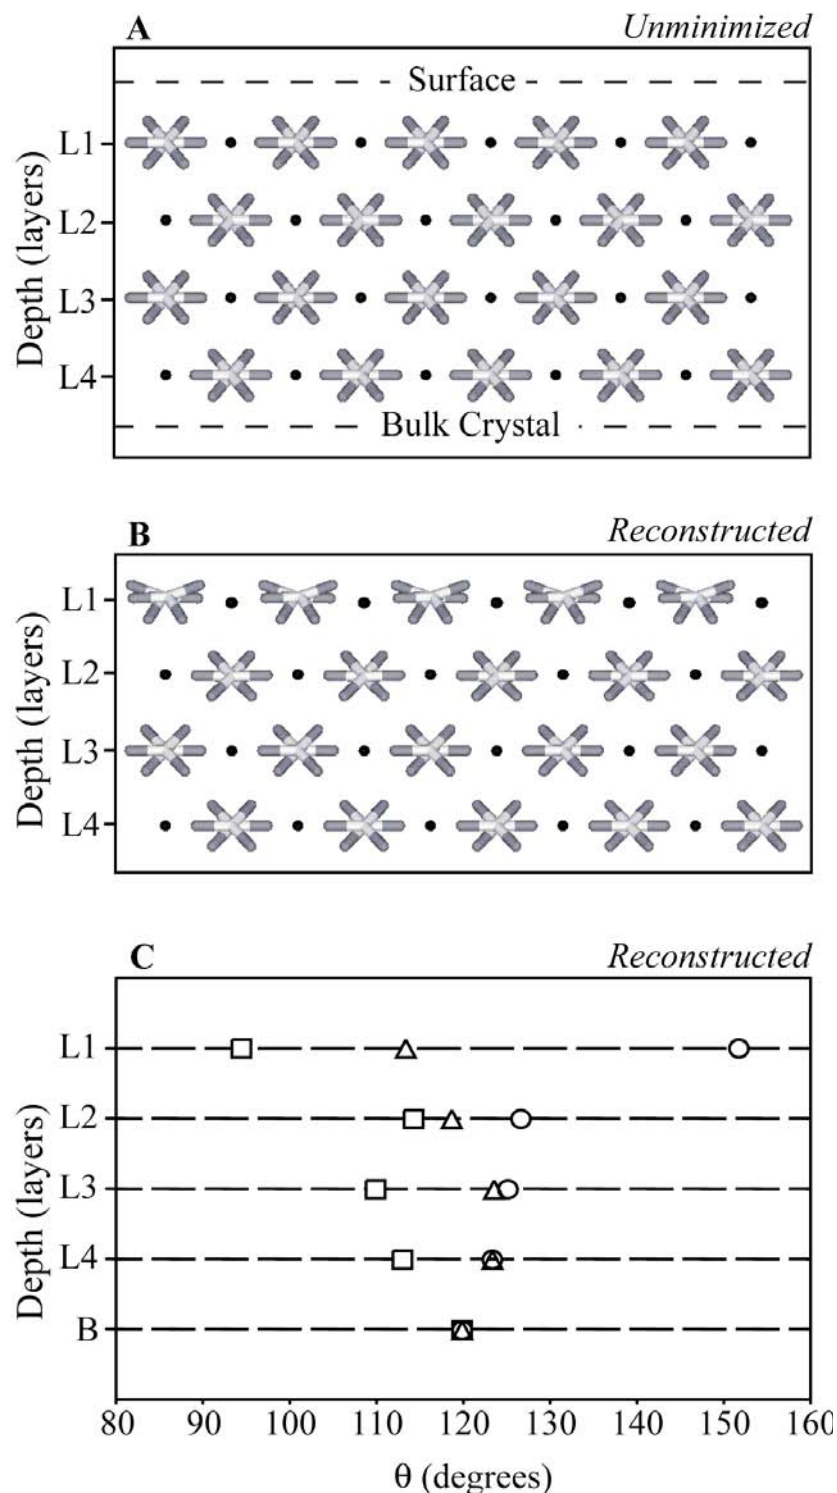 A
Unminimized
Surface
L1
L2
L3
L4
Depth (layers)
Bulk Crystal
B
Reconstructed
L1
L2
L3
L4
Depth (layers)
C
Reconstructed
L1
L2
L3
L4
B
Depth (layers)
80 90 100 110 120 130 140 150 160
θ (degrees)